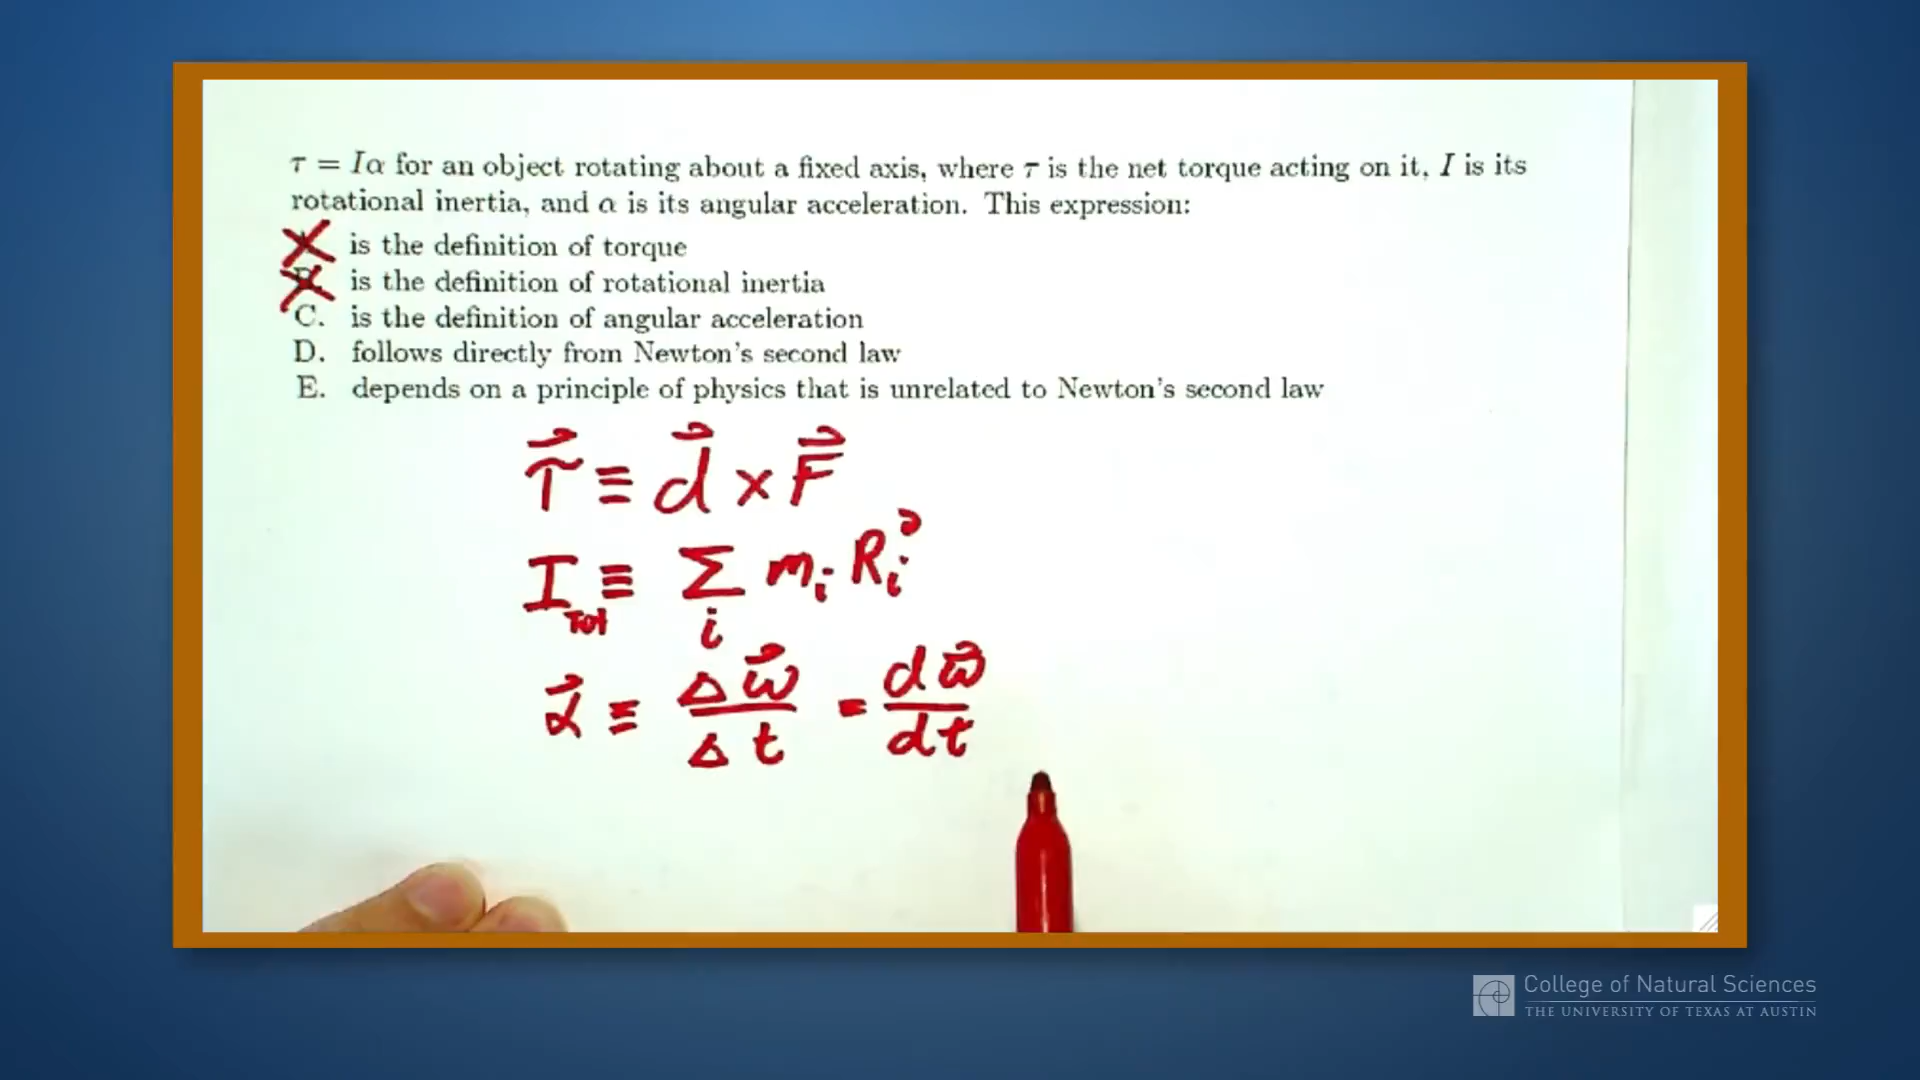 τ = Iα for an object rotating about a fixed axis, where τ is the net torque acting on it, I is its
rotational inertia, and α is its angular acceleration. This expression:
is the definition of torque
is the definition of rotational inertia
C. is the definition of angular acceleration
D. follows directly from Newton's second law
E. depends on a principle of physics that is unrelated to Newton's second law
τ⃗ ≡ d⃗ × F⃗
I_Tot ≡ Σ_i m_i R_i²
α⃗ ≡ Δω⃗/Δt = dω⃗/dt
College of Natural Sciences
THE UNIVERSITY OF TEXAS AT AUSTIN